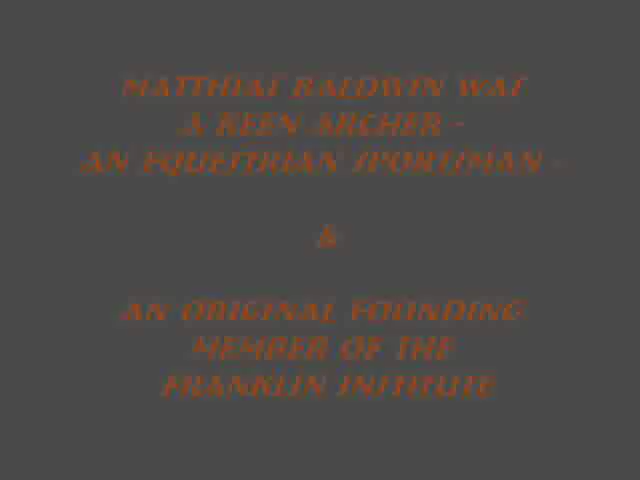 MATTHIAS BALDWIN WAS
A KEEN ARCHER -
AN EQUESTRIAN SPORTSMAN -
&
AN ORIGINAL FOUNDING
MEMBER OF THE
FRANKLIN INSTITUTE